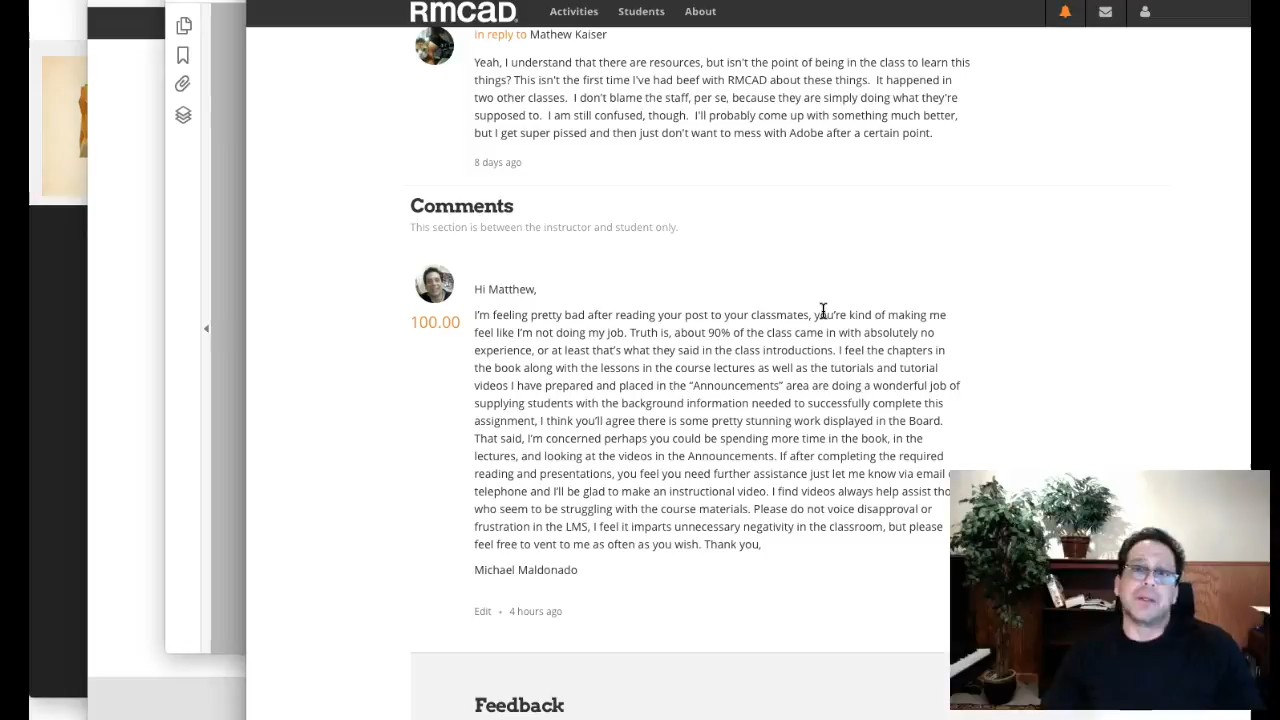 RMCAD
Activities Students About
in reply to Mathew Kaiser
Yeah, I understand that there are resources, but isn't the point of being in the class to learn this
things? This isn't the first time I've had beef with RMCAD about these things. It happened in
two other classes. I don't blame the staff, per se, because they are simply doing what they're
supposed to. I am still confused, though. I'll probably come up with something much better,
but I get super pissed and then just don't want to mess with Adobe after a certain point.
8 days ago
Comments
This section is between the instructor and student only.
Hi Matthew,
100.00
I'm feeling pretty bad after reading your post to your classmates, you're kind of making me
feel like I'm not doing my job. Truth is, about 90% of the class came in with absolutely no
experience, or at least that's what they said in the class introductions. I feel the chapters in
the book along with the lessons in the course lectures as well as the tutorials and tutorial
videos I have prepared and placed in the “Announcements” area are doing a wonderful job of
supplying students with the background information needed to successfully complete this
assignment, I think you'll agree there is some pretty stunning work displayed in the Board.
That said, I'm concerned perhaps you could be spending more time in the book, in the
lectures, and looking at the videos in the Announcements. If after completing the required
reading and presentations, you feel you need further assistance just let me know via email
telephone and I'll be glad to make an instructional video. I find videos always help assist
who seem to be struggling with the course materials. Please do not voice disapproval or
frustration in the LMS, I feel it imparts unnecessary negativity in the classroom, but please
feel free to vent to me as often as you wish. Thank you,
Michael Maldonado
Edit • 4 hours ago
Feedback